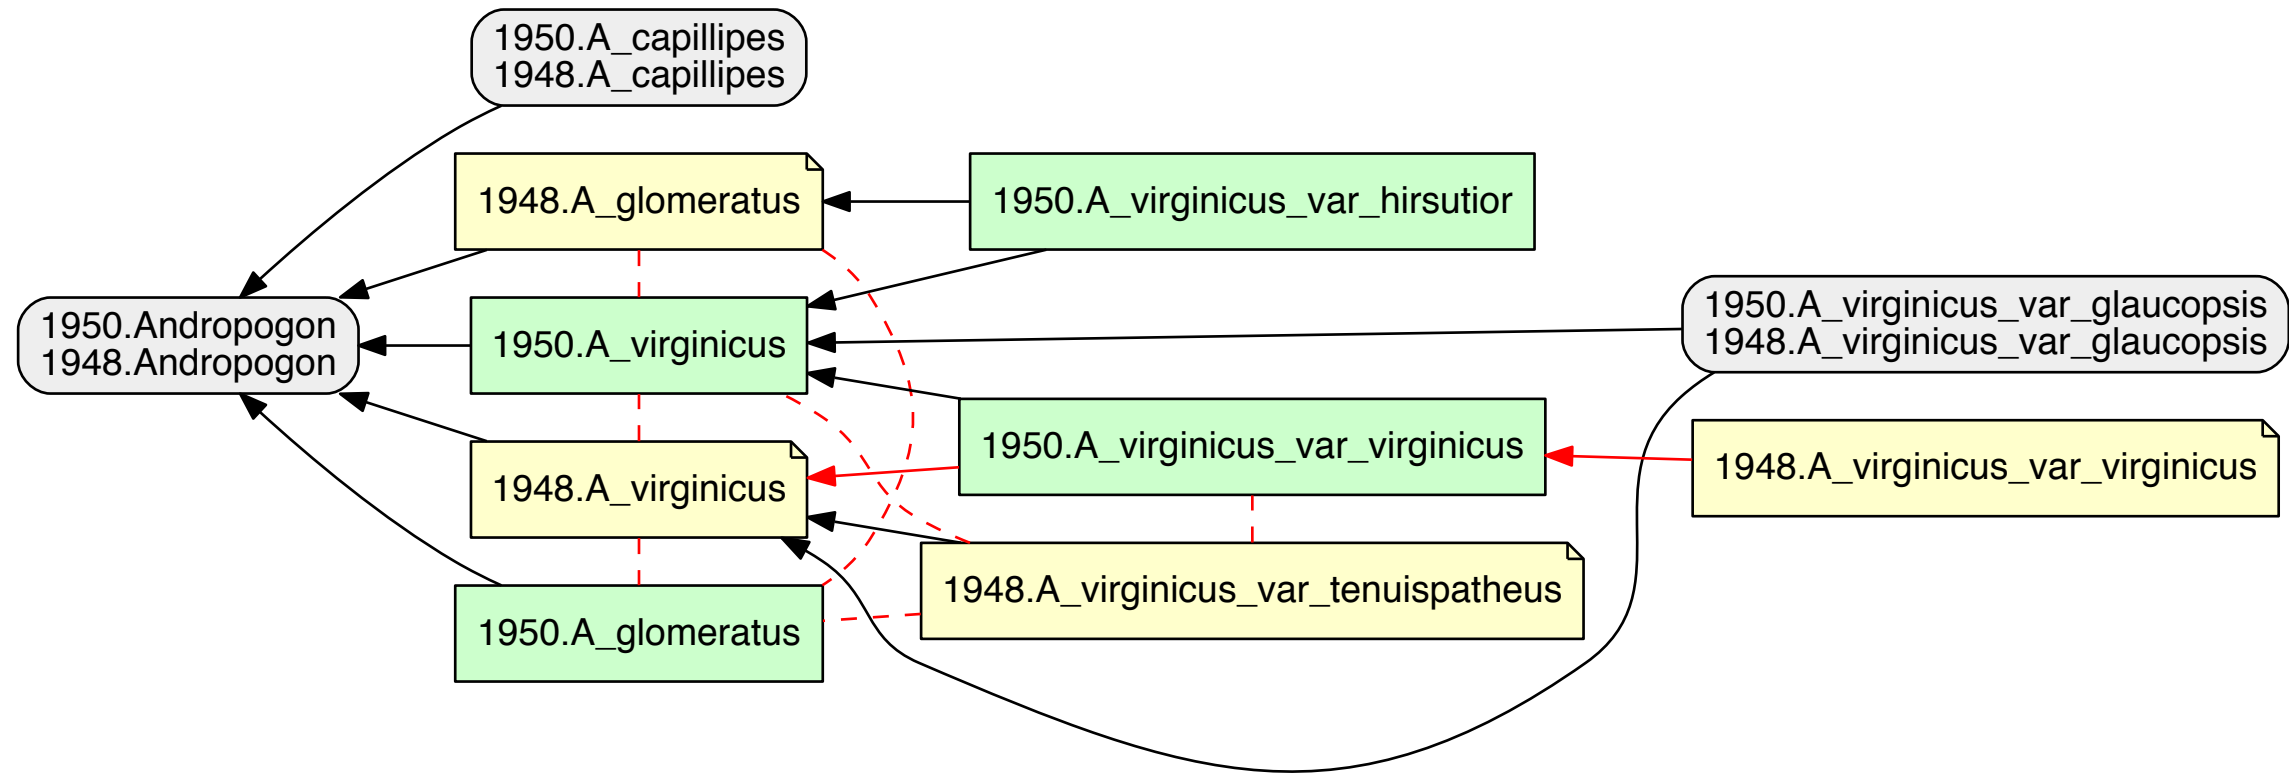 1950.A_capillipes
1948.A_capillipes
1948.A_glomeratus
1950.A_virginicus_var_hirsutior
1950.Andropogon
1948.Andropogon
1950.A_virginicus
1950.A_virginicus_var_glaucopsis
1948.A_virginicus_var_glaucopsis
1950.A_virginicus_var_virginicus
1948.A_virginicus_var_virginicus
1948.A_virginicus
1948.A_virginicus_var_tenuispatheus
1950.A_glomeratus